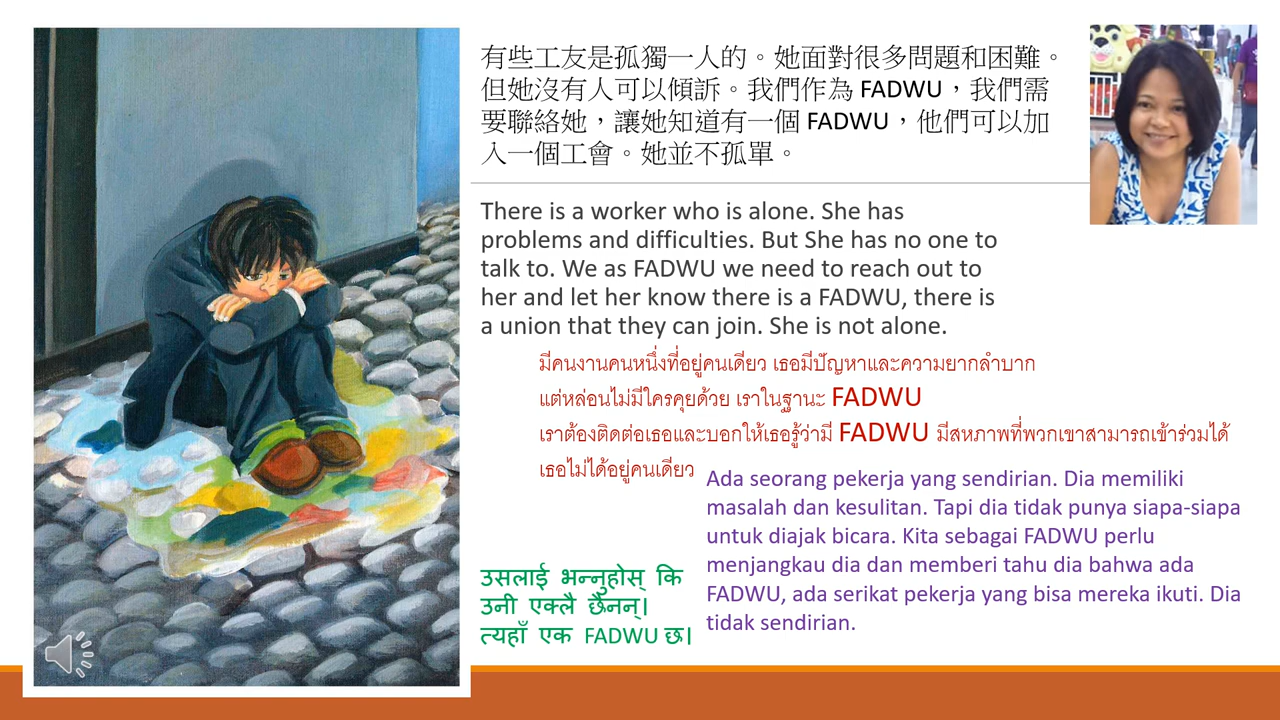 有些工友是孤獨一人的。她面對很多問題和困難。
但她沒有人可以傾訴。我們作為 FADWU，我們需
要聯絡她，讓她知道有一個 FADWU，他們可以加
入一個工會。她並不孤單。
There is a worker who is alone. She has
problems and difficulties. But She has no one to
talk to. We as FADWU we need to reach out to
her and let her know there is a FADWU, there is
a union that they can join. She is not alone.
มีคนงานคนหนึ่งที่อยู่คนเดียว เธอมีปัญหาและความยากลำบาก
แต่หล่อนไม่มีใครคุยด้วย เราในฐานะ FADWU
เราต้องติดต่อเธอและบอกให้เธอรู้ว่ามี FADWU มีสหภาพที่พวกเขาสามารถเข้าร่วมได้
เธอไม่ได้อยู่คนเดียว
Ada seorang pekerja yang sendirian. Dia memiliki
masalah dan kesulitan. Tapi dia tidak punya siapa-siapa
untuk diajak bicara. Kita sebagai FADWU perlu
menjangkau dia dan memberi tahu dia bahwa ada
FADWU, ada serikat pekerja yang bisa mereka ikuti. Dia
tidak sendirian.
उसलाई भन्नुहोस् कि
उनी एक्लै छैनन्।
त्यहाँ एक FADWU छ।